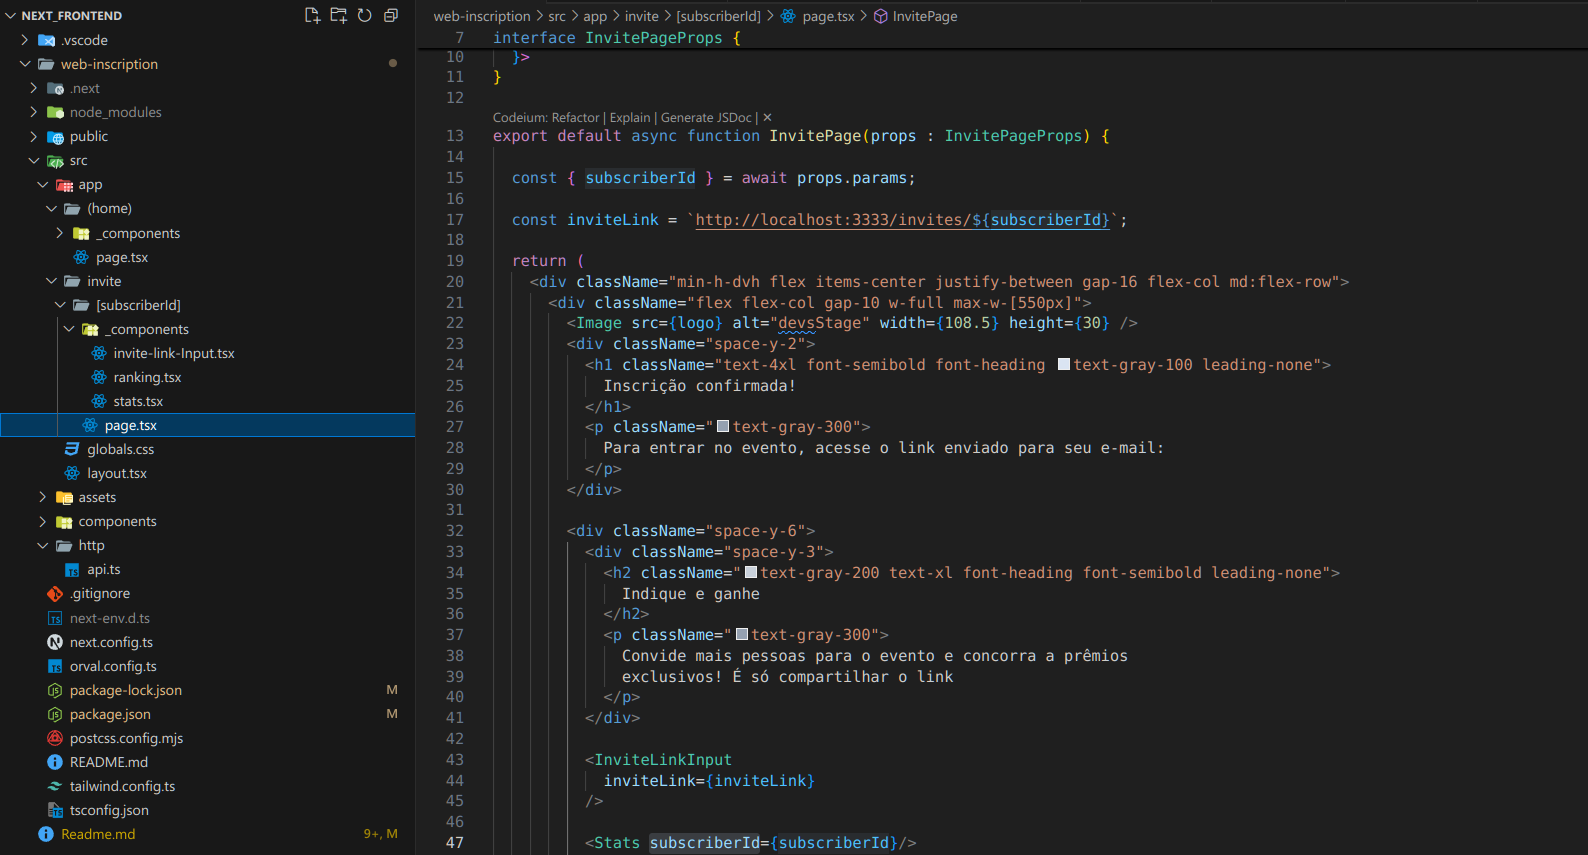 NEXT_FRONTEND
.vscode
web-inscription
.next
node_modules
public
src
app
(home)
_components
page.tsx
invite
[subscriberId]
_components
invite-link-Input.tsx
ranking.tsx
stats.tsx
page.tsx
globals.css
layout.tsx
assets
components
http
api.ts
.gitignore
next-env.d.ts
next.config.ts
orval.config.ts
package-lock.json M
package.json M
postcss.config.mjs
README.md
tailwind.config.ts
tsconfig.json
Readme.md 9+, M
web-inscription > src > app > invite > [subscriberId] > page.tsx > InvitePage
7 interface InvitePageProps {
10 }>
11 }
12
Codeium: Refactor | Explain | Generate JSDoc | ✕
13 export default async function InvitePage(props : InvitePageProps) {
14
15 const { subscriberId } = await props.params;
16
17 const inviteLink = `http://localhost:3333/invites/${subscriberId}`;
18
19 return (
20 <div className="min-h-dvh flex items-center justify-between gap-16 flex-col md:flex-row">
21 <div className="flex flex-col gap-10 w-full max-w-[550px]">
22 <Image src={logo} alt="devsStage" width={108.5} height={30} />
23 <div className="space-y-2">
24 <h1 className="text-4xl font-semibold font-heading text-gray-100 leading-none">
25 Inscrição confirmada!
26 </h1>
27 <p className="text-gray-300">
28 Para entrar no evento, acesse o link enviado para seu e-mail:
29 </p>
30 </div>
31
32 <div className="space-y-6">
33 <div className="space-y-3">
34 <h2 className="text-gray-200 text-xl font-heading font-semibold leading-none">
35 Indique e ganhe
36 </h2>
37 <p className="text-gray-300">
38 Convide mais pessoas para o evento e concorra a prêmios
39 exclusivos! É só compartilhar o link
40 </p>
41 </div>
42
43 <InviteLinkInput
44 inviteLink={inviteLink}
45 />
46
47 <Stats subscriberId={subscriberId}/>